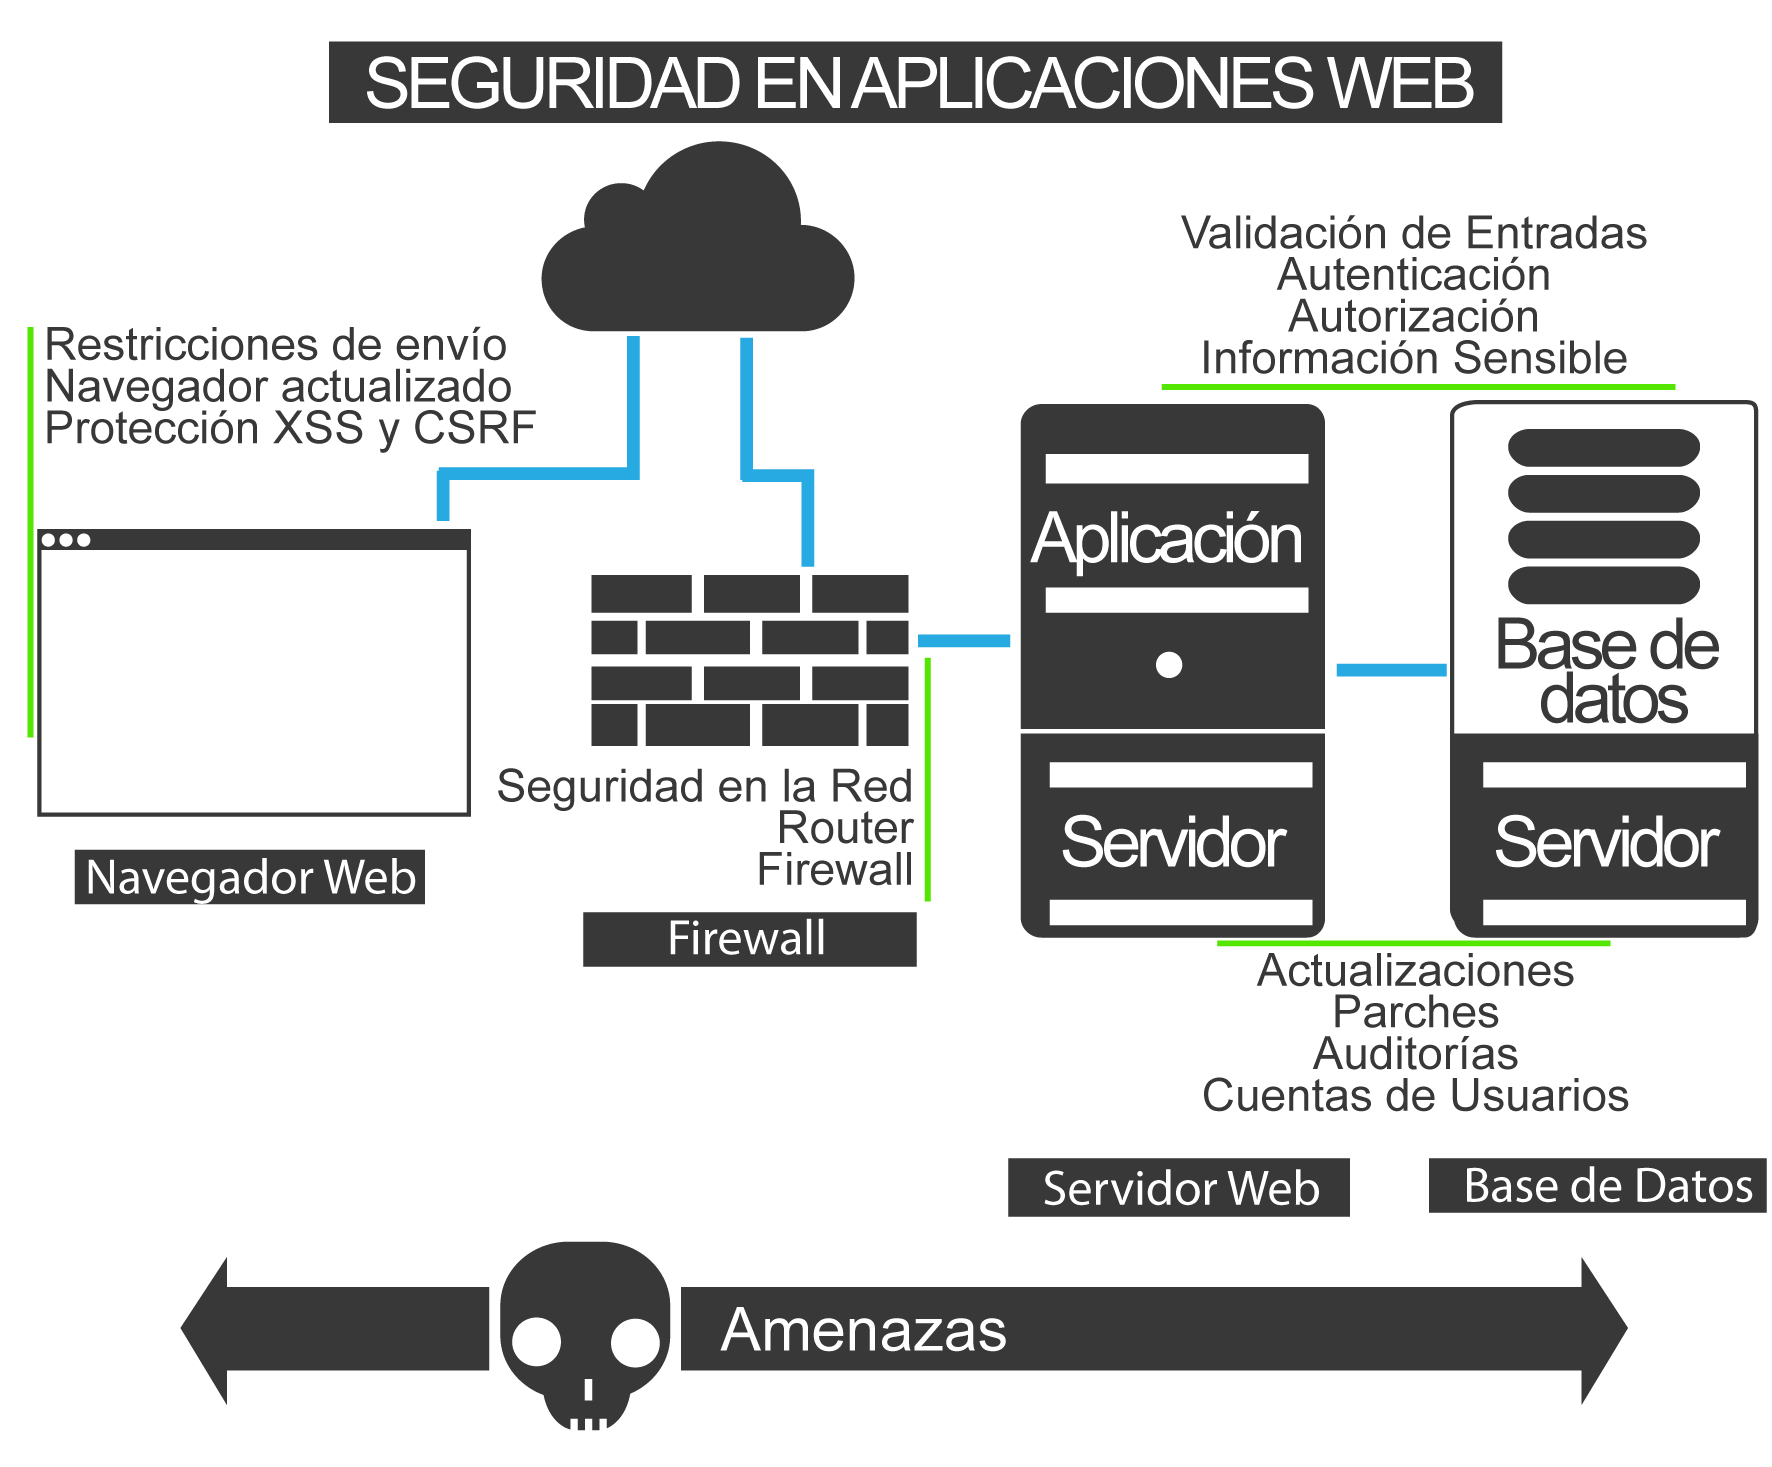 SEGURIDAD EN APLICACIONES WEB
Restricciones de envío
Navegador actualizado
Protección XSS y CSRF
Navegador Web
Seguridad en la Red
Router
Firewall
Firewall
Validación de Entradas
Autenticación
Autorización
Información Sensible
Aplicación
Servidor
Base de
datos
Servidor
Actualizaciones
Parches
Auditorías
Cuentas de Usuarios
Servidor Web
Base de Datos
Amenazas